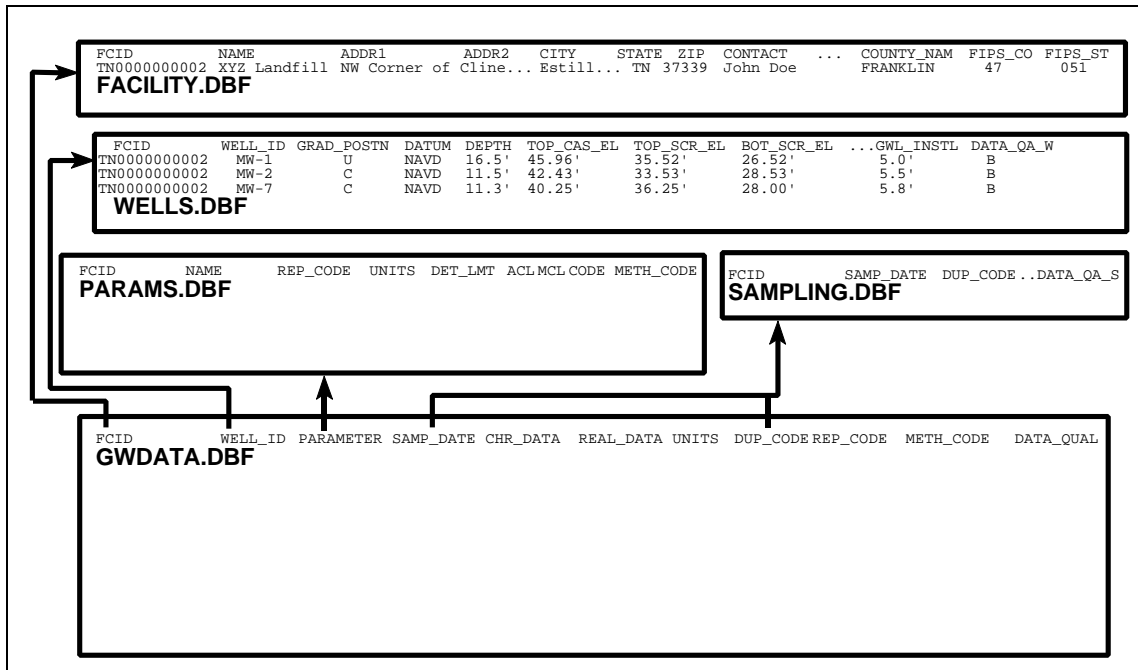 FCID NAME ADDR1 ADDR2 CITY STATE ZIP CONTACT ... COUNTY_NAM FIPS_CO FIPS_ST
TN0000000002 XYZ Landfill NW Corner of Cline... Estill... TN 37339 John Doe FRANKLIN 47 051
FACILITY.DBF
FCID WELL_ID GRAD_POSTN DATUM DEPTH TOP_CAS_EL TOP_SCR_EL BOT_SCR_EL ...GWL_INSTL DATA_QA_W
TN0000000002 MW-1 U NAVD 16.5' 45.96' 35.52' 26.52' 5.0' B
TN0000000002 MW-2 C NAVD 11.5' 42.43' 33.53' 28.53' 5.5' B
TN0000000002 MW-7 C NAVD 11.3' 40.25' 36.25' 28.00' 5.8' B
WELLS.DBF
FCID NAME REP_CODE UNITS DET_LMT ACL MCL CODE METH_CODE
PARAMS.DBF
FCID SAMP_DATE DUP_CODE..DATA_QA_S
SAMPLING.DBF
FCID WELL_ID PARAMETER SAMP_DATE CHR_DATA REAL_DATA UNITS DUP_CODE REP_CODE METH_CODE DATA_QUAL
GWDATA.DBF